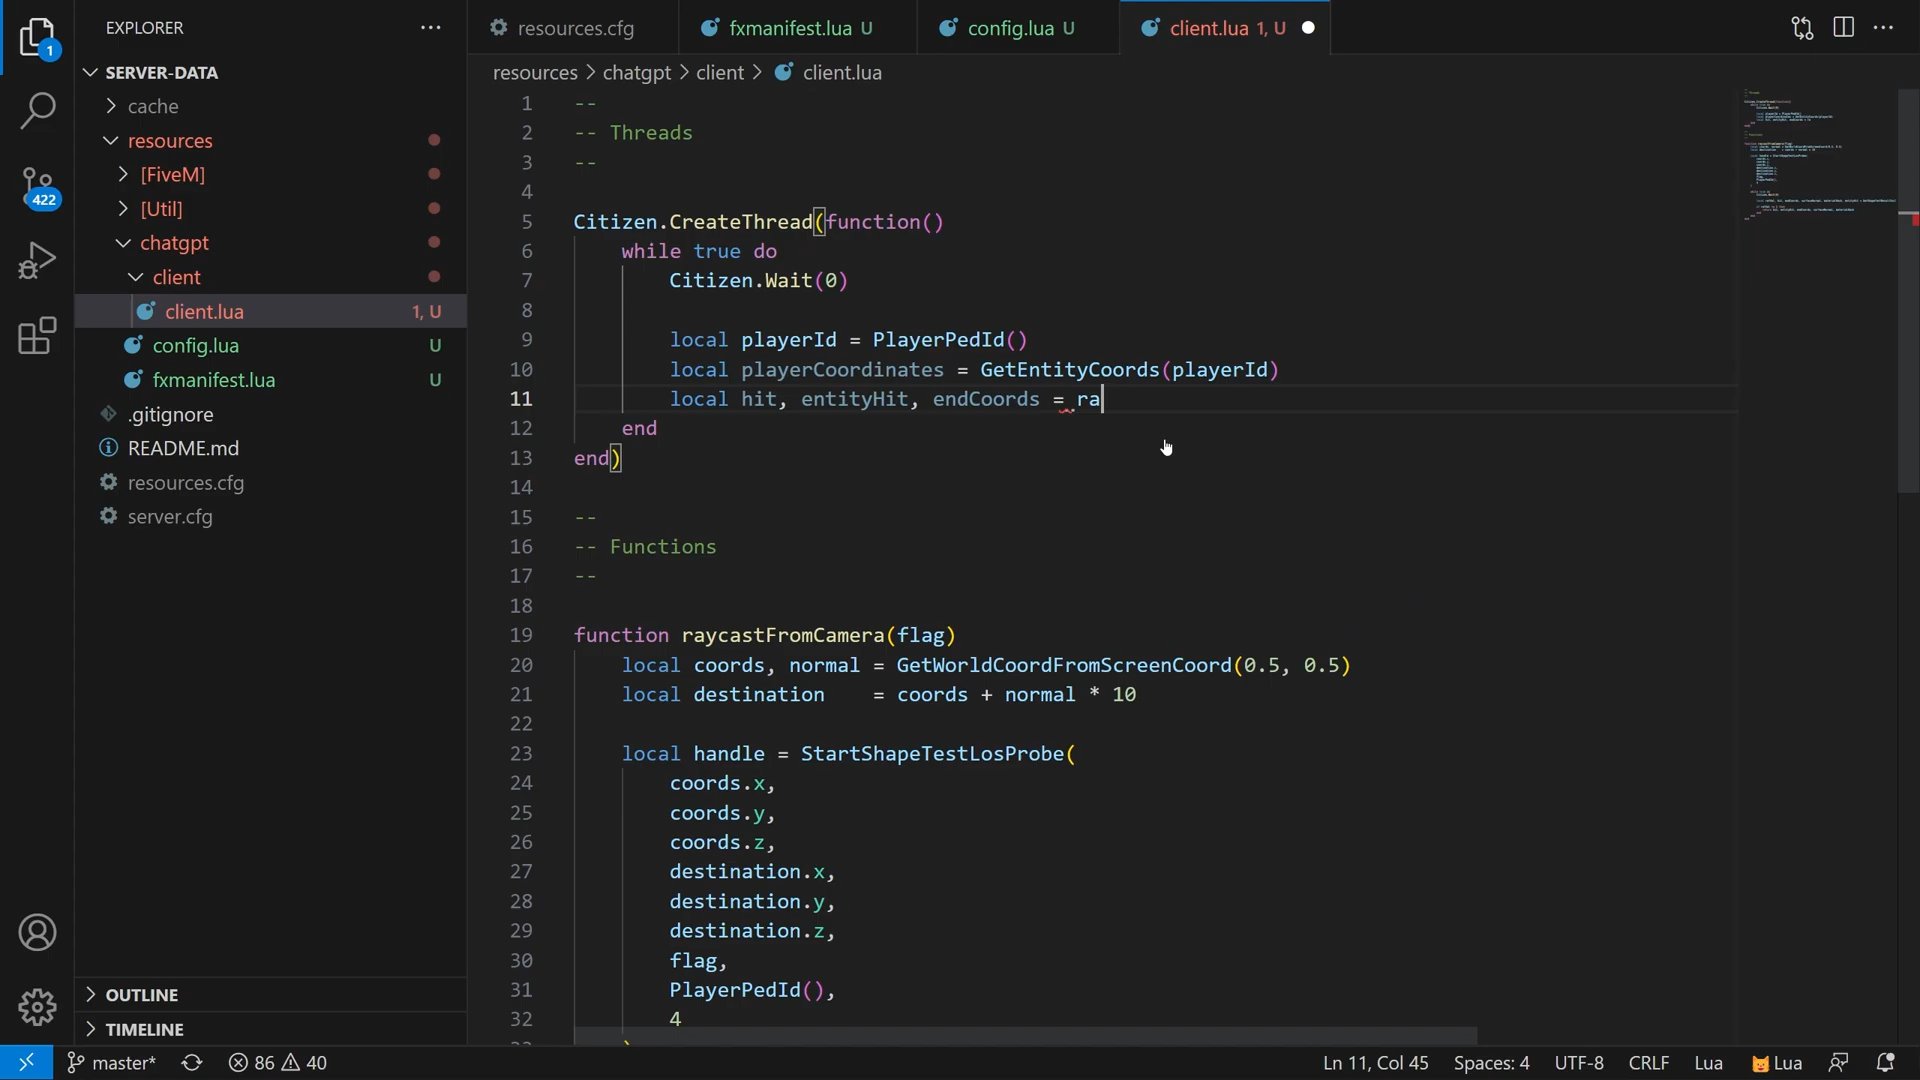 EXPLORER
resources.cfg
fxmanifest.lua U
config.lua U
client.lua 1, U
1
SERVER-DATA
cache
resources
[FiveM]
[Util]
chatgpt
client
client.lua 1, U
config.lua U
fxmanifest.lua U
.gitignore
README.md
resources.cfg
server.cfg
422
OUTLINE
TIMELINE
resources > chatgpt > client > client.lua
1 --
2 -- Threads
3 --
4
5 Citizen.CreateThread(function()
6 while true do
7 Citizen.Wait(0)
8
9 local playerId = PlayerPedId()
10 local playerCoordinates = GetEntityCoords(playerId)
11 local hit, entityHit, endCoords = ra
12 end
13 end)
14
15 --
16 -- Functions
17 --
18
19 function raycastFromCamera(flag)
20 local coords, normal = GetWorldCoordFromScreenCoord(0.5, 0.5)
21 local destination = coords + normal * 10
22
23 local handle = StartShapeTestLosProbe(
24 coords.x,
25 coords.y,
26 coords.z,
27 destination.x,
28 destination.y,
29 destination.z,
30 flag,
31 PlayerPedId(),
32 4
master* 86 40
Ln 11, Col 45 Spaces: 4 UTF-8 CRLF Lua Lua